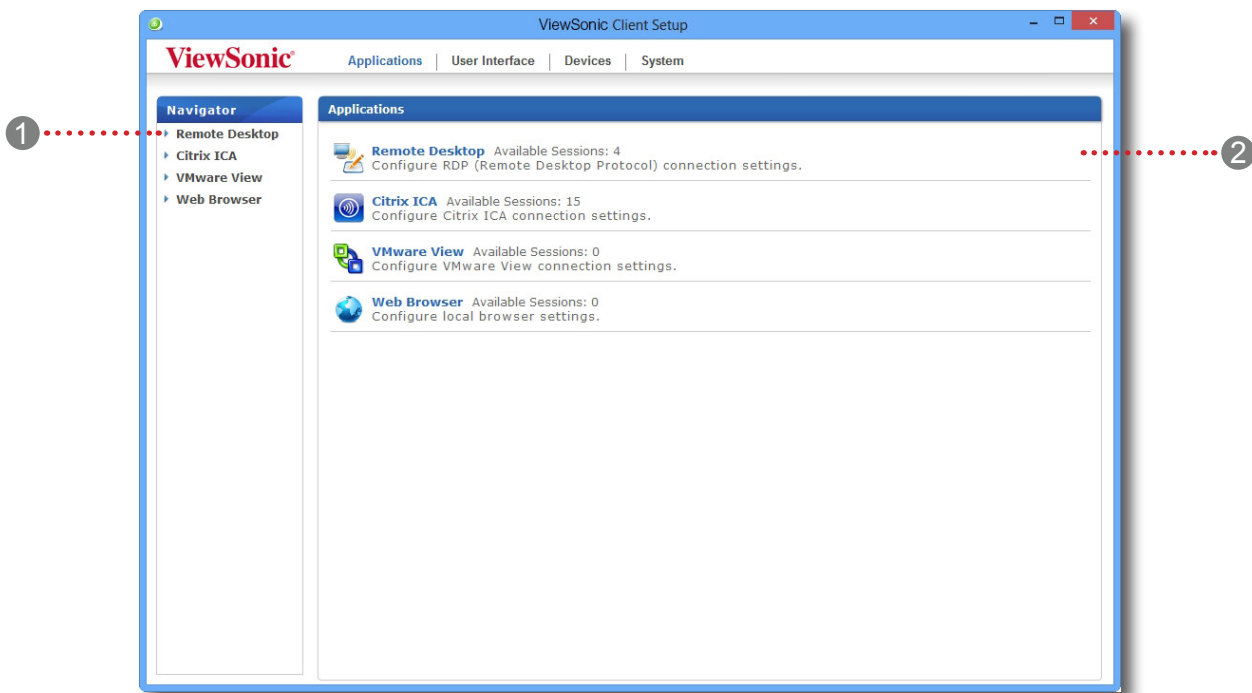 ViewSonic Client Setup
ViewSonic®
Applications | User Interface | Devices | System
Navigator
Remote Desktop
Citrix ICA
VMware View
Web Browser
Applications
Remote Desktop Available Sessions: 4
Configure RDP (Remote Desktop Protocol) connection settings.
Citrix ICA Available Sessions: 15
Configure Citrix ICA connection settings.
VMware View Available Sessions: 0
Configure VMware View connection settings.
Web Browser Available Sessions: 0
Configure local browser settings.
1
2